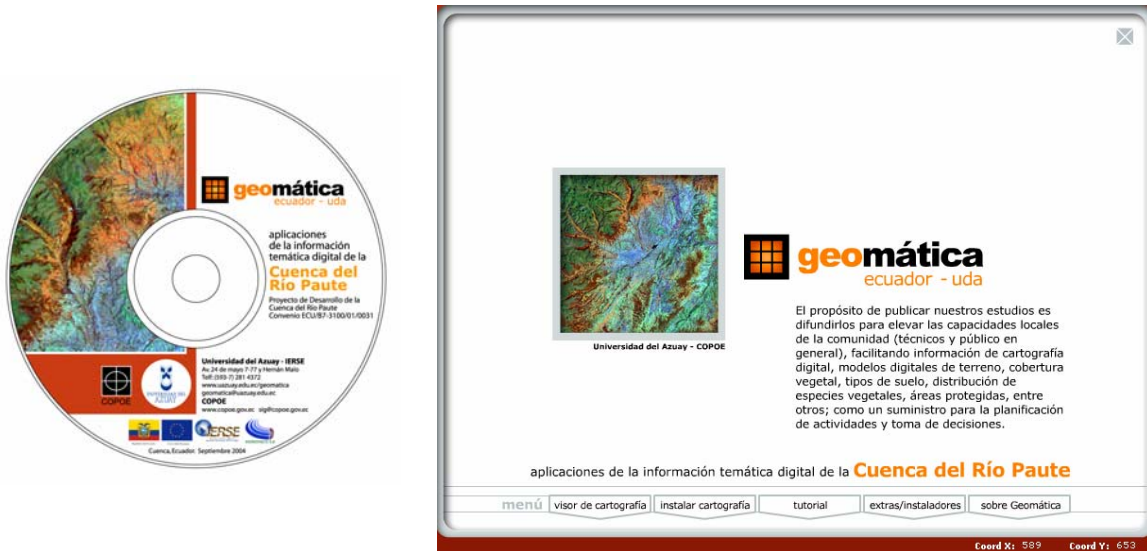 geomática
ecuador - uda
aplicaciones
de la información
temática digital de la
Cuenca del
Río Paute
Proyecto de Desarrollo de la
Cuenca del Río Paute
Convenio ECU/B7-3100/01/0031
Universidad del Azuay - IERSE
Av. 24 de mayo 7-77 y Hernán Malo
Telf: (593-7) 281 4372
www.uazuay.edu.ec/geomatica
geomatica@uazuay.edu.ec
COPOE
www.copoe.gov.ec sig@copoe.gov.ec
COPOE
UNIVERSIDAD DEL
AZUAY
IERSE
Cuenca, Ecuador. Septiembre 2004
Universidad del Azuay - COPOE
geomática
ecuador - uda
El propósito de publicar nuestros estudios es
difundirlos para elevar las capacidades locales
de la comunidad (técnicos y público en
general), facilitando información de cartografía
digital, modelos digitales de terreno, cobertura
vegetal, tipos de suelo, distribución de
especies vegetales, áreas protegidas, entre
otros; como un suministro para la planificación
de actividades y toma de decisiones.
aplicaciones de la información temática digital de la Cuenca del Río Paute
menú visor de cartografía instalar cartografía tutorial extras/instaladores sobre Geomática
Coord X: 589 Coord Y: 653